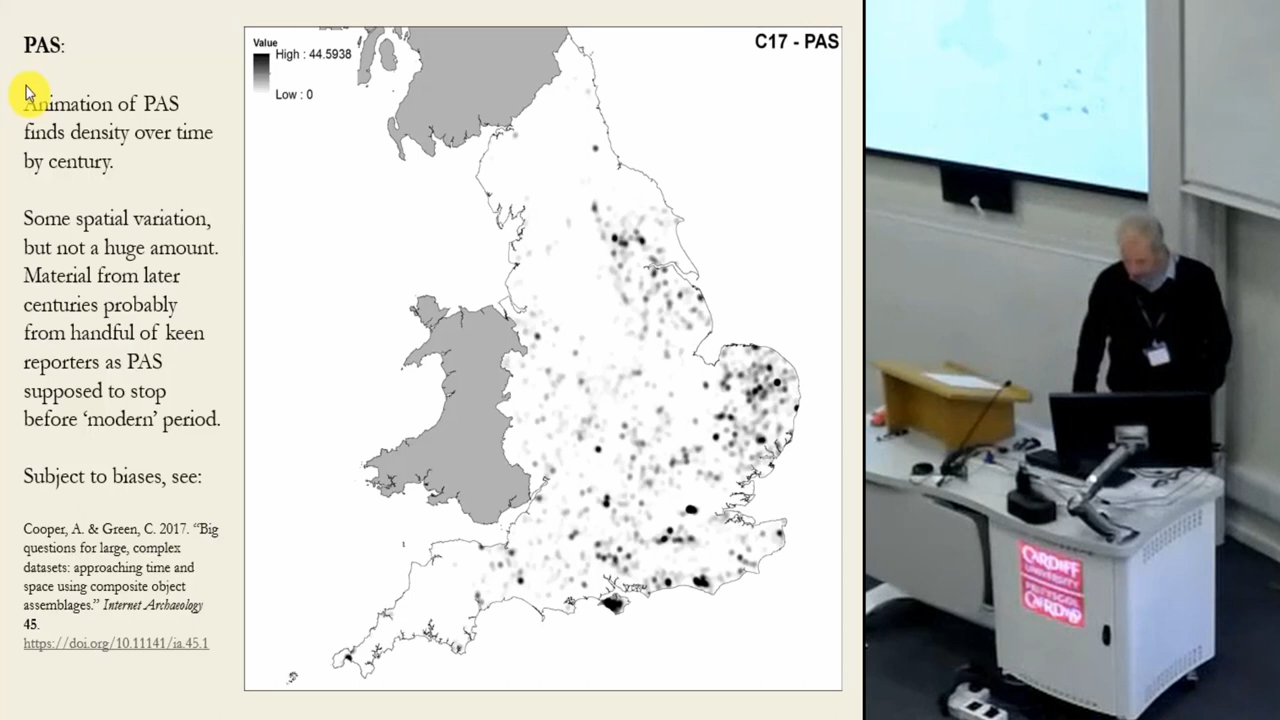 PAS:
Animation of PAS
finds density over time
by century.
Some spatial variation,
but not a huge amount.
Material from later
centuries probably
from handful of keen
reporters as PAS
supposed to stop
before ‘modern’ period.
Subject to biases, see:
Cooper, A. & Green, C. 2017. “Big
questions for large, complex
datasets: approaching time and
space using composite object
assemblages.” Internet Archaeology
45.
https://doi.org/10.11141/ia.45.1
Value
High : 44.5938
Low : 0
C17 - PAS
CARDIFF
UNIVERSITY
PRIFYSGOL
CAERDYDD